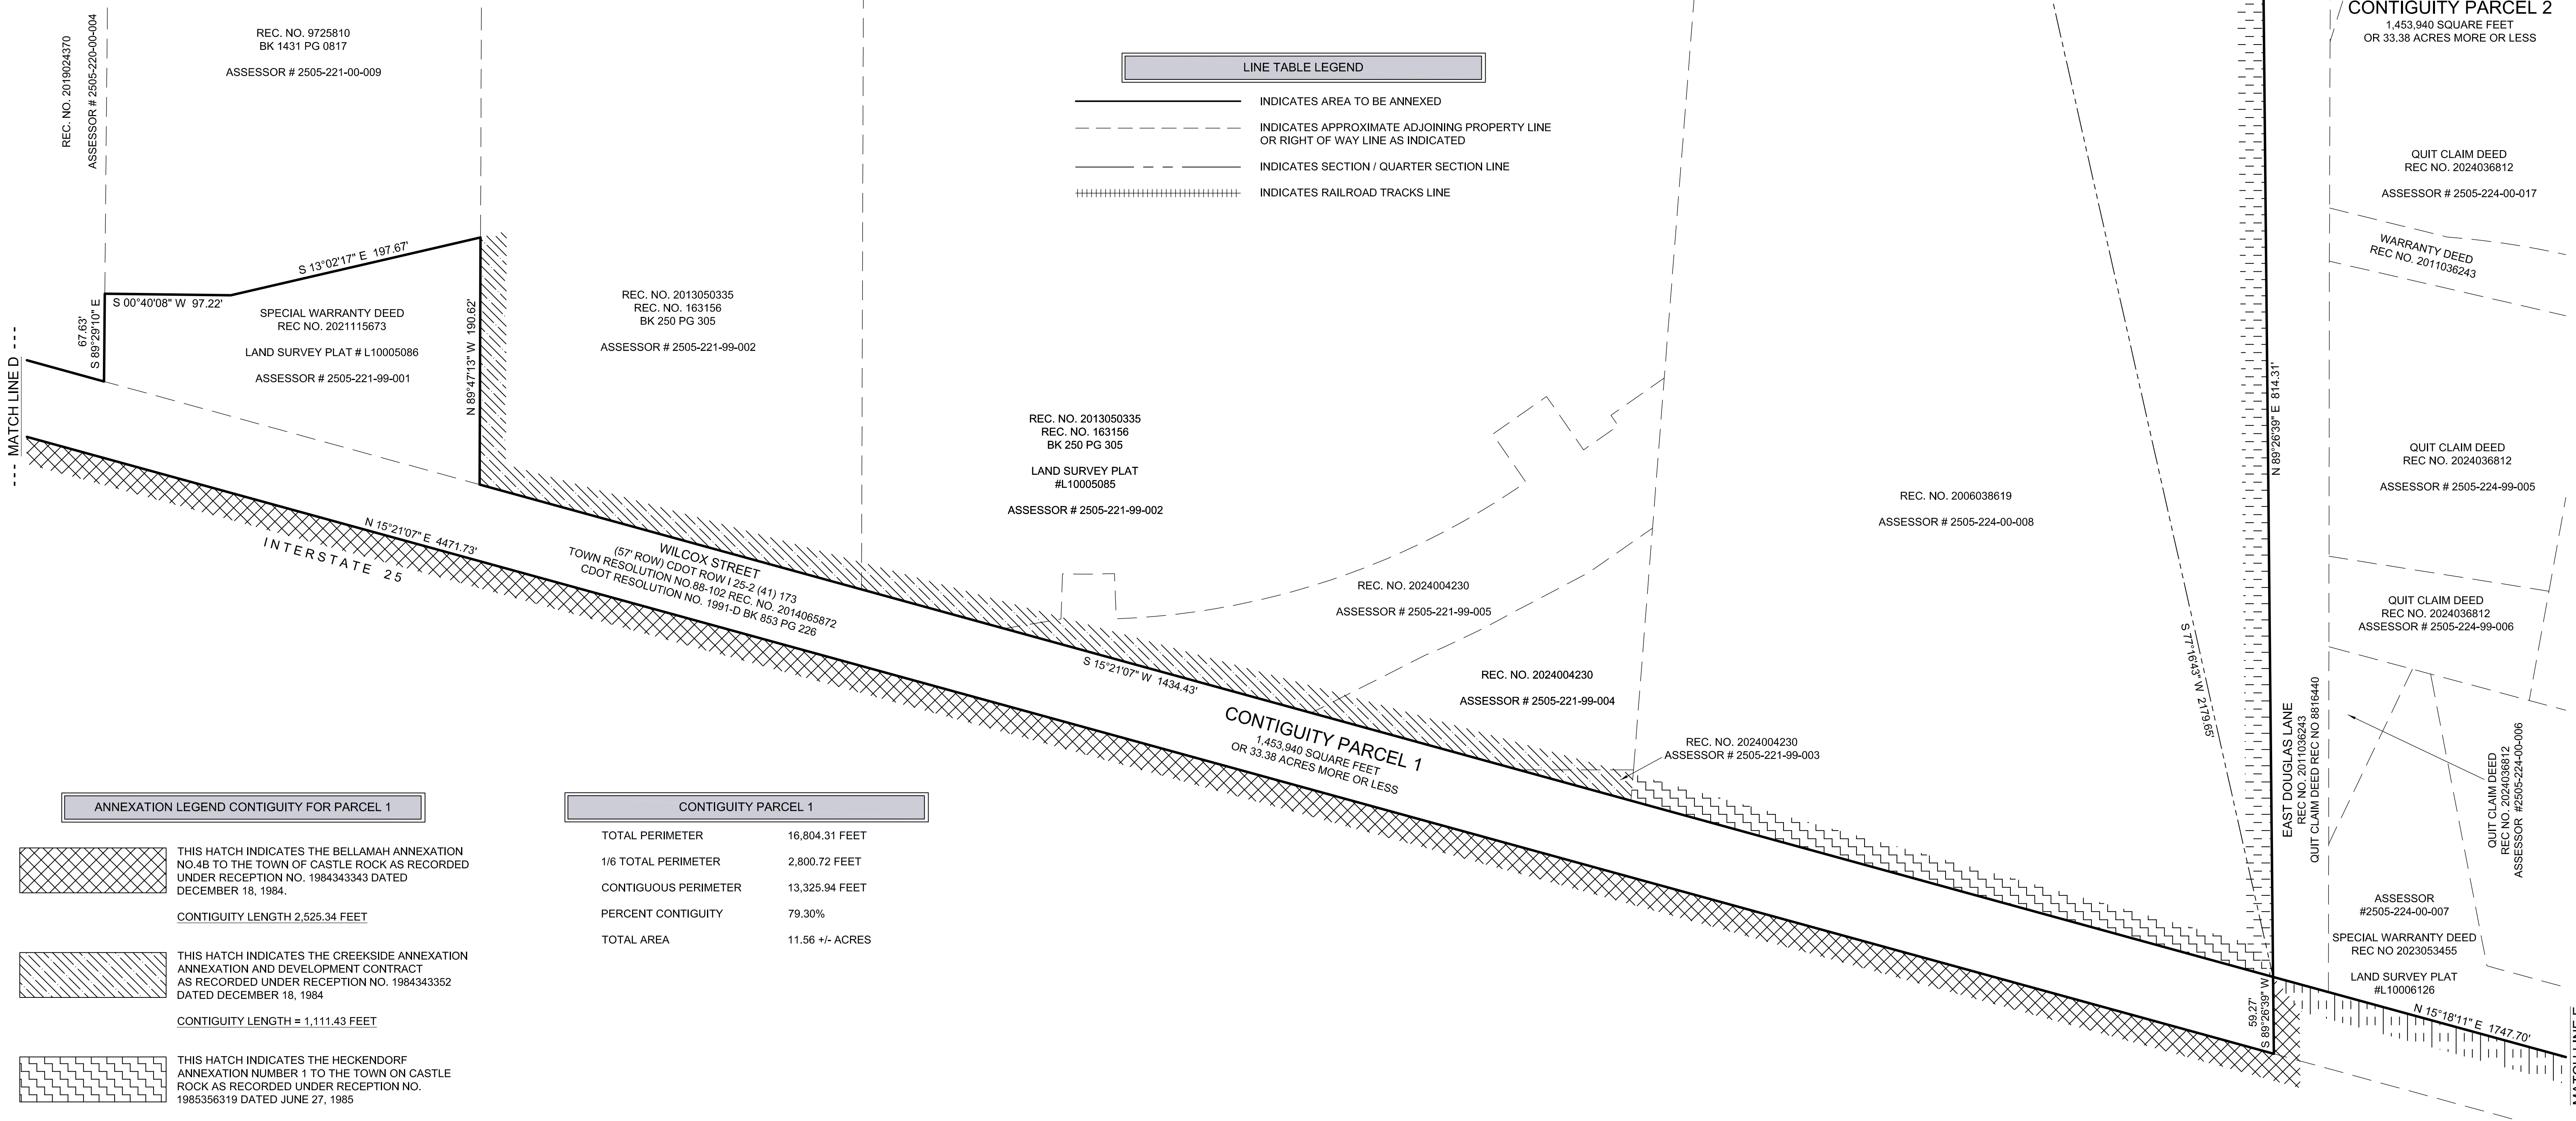 REC. NO. 2019024370
ASSESSOR # 2505-220-00-004
REC. NO. 9725810
BK 1431 PG 0817
ASSESSOR # 2505-221-00-009
LINE TABLE LEGEND
INDICATES AREA TO BE ANNEXED
INDICATES APPROXIMATE ADJOINING PROPERTY LINE
OR RIGHT OF WAY LINE AS INDICATED
INDICATES SECTION / QUARTER SECTION LINE
INDICATES RAILROAD TRACKS LINE
CONTIGUITY PARCEL 2
1,453,940 SQUARE FEET
OR 33.38 ACRES MORE OR LESS
QUIT CLAIM DEED
REC NO. 2024036812
ASSESSOR # 2505-224-00-017
WARRANTY DEED
REC NO. 2011036243
--- MATCH LINE D ---
67.63'
S 89°29'10" E
S 00°40'08" W 97.22'
S 13°02'17" E 197.67'
SPECIAL WARRANTY DEED
REC NO. 2021115673
LAND SURVEY PLAT # L10005086
ASSESSOR # 2505-221-99-001
N 89°47'13" W 190.62'
REC. NO. 2013050335
REC. NO. 163156
BK 250 PG 305
ASSESSOR # 2505-221-99-002
REC. NO. 2013050335
REC. NO. 163156
BK 250 PG 305
LAND SURVEY PLAT
#L10005085
ASSESSOR # 2505-221-99-002
REC. NO. 2006038619
ASSESSOR # 2505-224-00-008
N 89°26'39" E 814.31'
QUIT CLAIM DEED
REC NO. 2024036812
ASSESSOR # 2505-224-99-005
QUIT CLAIM DEED
REC NO. 2024036812
ASSESSOR # 2505-224-99-006
N 15°21'07" E 4471.73'
INTERSTATE 25
WILCOX STREET
(57' ROW) CDOT ROW I 25-2 (41) 173
TOWN RESOLUTION NO.88-102 REC. NO. 2014065872
CDOT RESOLUTION NO. 1991-D BK 853 PG 226
REC. NO. 2024004230
ASSESSOR # 2505-221-99-005
S 15°21'07" W 1434.43'
REC. NO. 2024004230
ASSESSOR # 2505-221-99-004
CONTIGUITY PARCEL 1
1,453,940 SQUARE FEET
OR 33.38 ACRES MORE OR LESS
REC. NO. 2024004230
ASSESSOR # 2505-221-99-003
S 77°16'43" W 2179.65'
EAST DOUGLAS LANE
REC NO. 2011036243
QUIT CLAIM DEED REC NO 8816440
QUIT CLAIM DEED
REC NO. 2024036812
ASSESSOR #2505-224-00-006
ASSESSOR
#2505-224-00-007
SPECIAL WARRANTY DEED
REC NO 2023053455
LAND SURVEY PLAT
#L10006126
59.27'
S 89°26'39" W
N 15°18'11" E 1747.70'
ANNEXATION LEGEND CONTIGUITY FOR PARCEL 1
THIS HATCH INDICATES THE BELLAMAH ANNEXATION
NO.4B TO THE TOWN OF CASTLE ROCK AS RECORDED
UNDER RECEPTION NO. 1984343343 DATED
DECEMBER 18, 1984.
CONTIGUITY LENGTH 2,525.34 FEET
THIS HATCH INDICATES THE CREEKSIDE ANNEXATION
ANNEXATION AND DEVELOPMENT CONTRACT
AS RECORDED UNDER RECEPTION NO. 1984343352
DATED DECEMBER 18, 1984
CONTIGUITY LENGTH = 1,111.43 FEET
THIS HATCH INDICATES THE HECKENDORF
ANNEXATION NUMBER 1 TO THE TOWN ON CASTLE
ROCK AS RECORDED UNDER RECEPTION NO.
1985356319 DATED JUNE 27, 1985
CONTIGUITY PARCEL 1
TOTAL PERIMETER 16,804.31 FEET
1/6 TOTAL PERIMETER 2,800.72 FEET
CONTIGUOUS PERIMETER 13,325.94 FEET
PERCENT CONTIGUITY 79.30%
TOTAL AREA 11.56 +/- ACRES